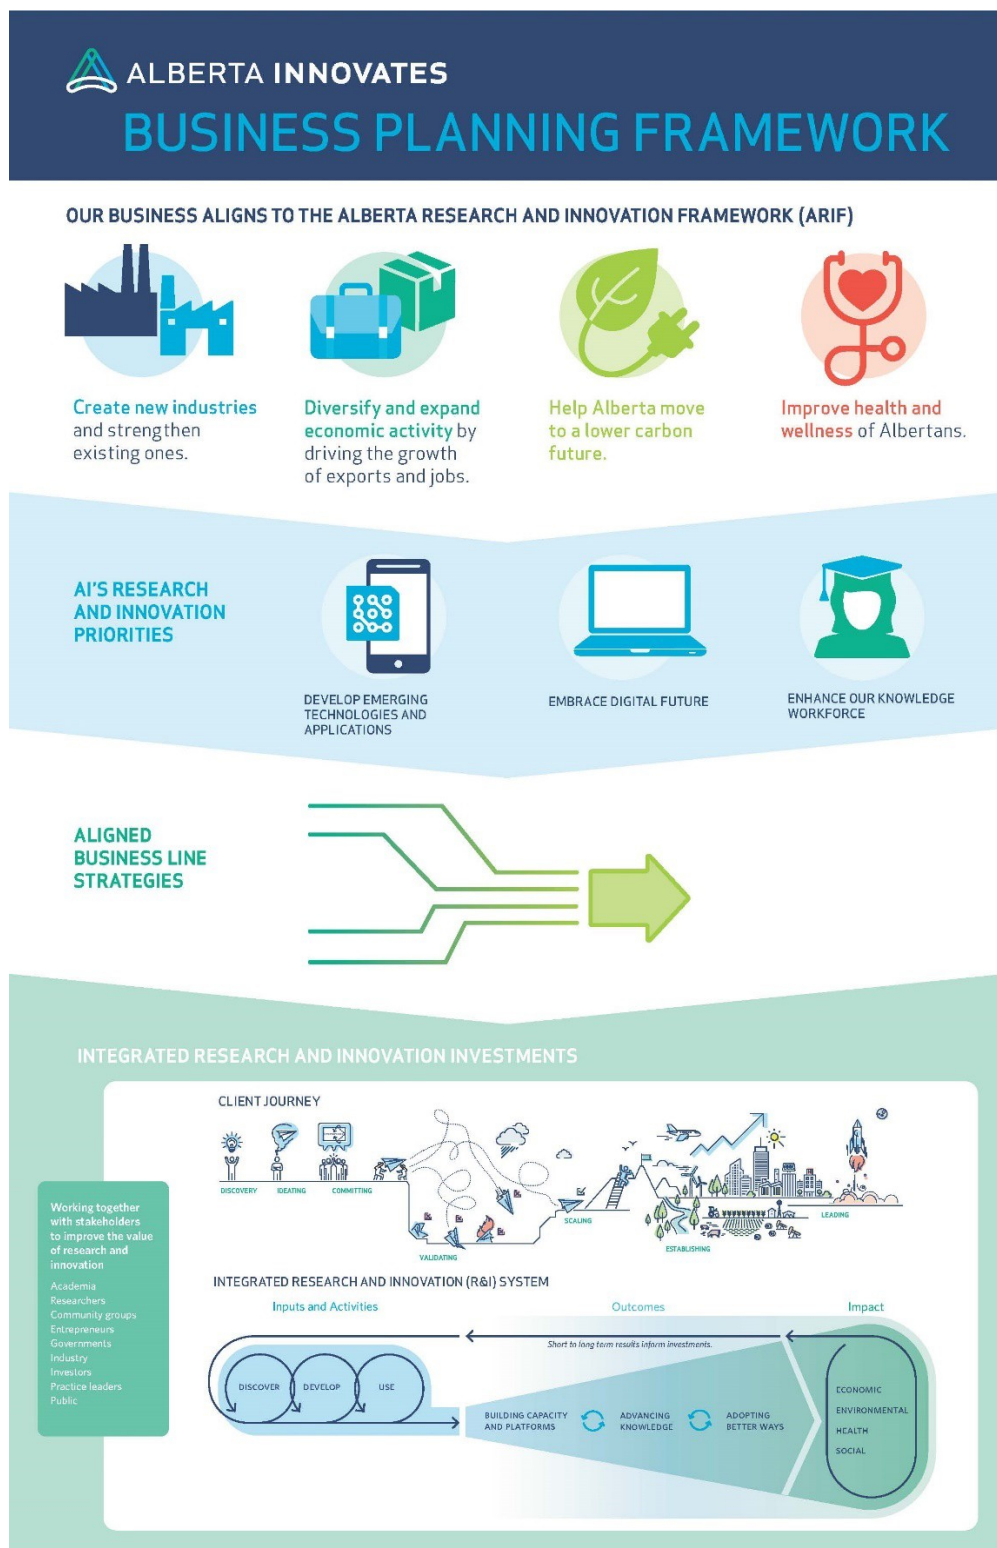 ALBERTA INNOVATES
BUSINESS PLANNING FRAMEWORK
OUR BUSINESS ALIGNS TO THE ALBERTA RESEARCH AND INNOVATION FRAMEWORK (ARIF)
Create new industries
and strengthen
existing ones.
Diversify and expand
economic activity by
driving the growth
of exports and jobs.
Help Alberta move
to a lower carbon
future.
Improve health and
wellness of Albertans.
AI'S RESEARCH
AND INNOVATION
PRIORITIES
DEVELOP EMERGING
TECHNOLOGIES AND
APPLICATIONS
EMBRACE DIGITAL FUTURE
ENHANCE OUR KNOWLEDGE
WORKFORCE
ALIGNED
BUSINESS LINE
STRATEGIES
INTEGRATED RESEARCH AND INNOVATION INVESTMENTS
CLIENT JOURNEY
DISCOVERY
IDEATING
COMMITTING
VALIDATING
SCALING
ESTABLISHING
LEADING
Working together
with stakeholders
to improve the value
of research and
innovation
Academia
Researchers
Community groups
Entrepreneurs
Governments
Industry
Investors
Practice leaders
Public
INTEGRATED RESEARCH AND INNOVATION (R&I) SYSTEM
Inputs and Activities
Outcomes
Impact
Short to long term results inform investments.
DISCOVER
DEVELOP
USE
BUILDING CAPACITY
AND PLATFORMS
ADVANCING
KNOWLEDGE
ADOPTING
BETTER WAYS
ECONOMIC
ENVIRONMENTAL
HEALTH
SOCIAL